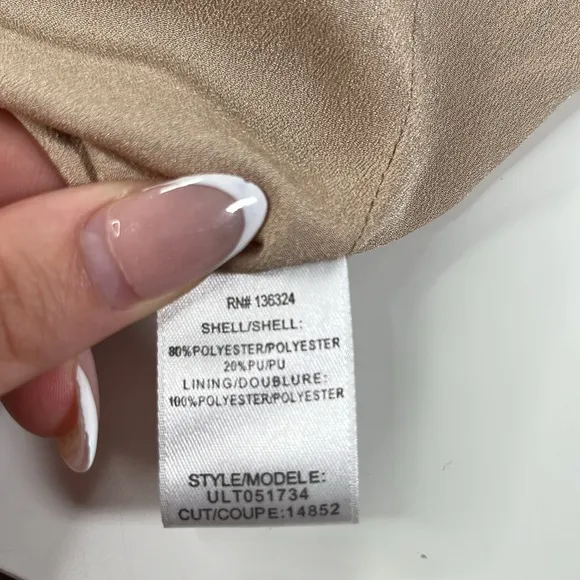 RN# 136324
SHELL/SHELL:
80%POLYESTER/POLYESTER
20%PU/PU
LINING/DOUBLURE:
100%POLYESTER/POLYESTER
STYLE/MODELE:
ULT051734
CUT/COUPE:14852